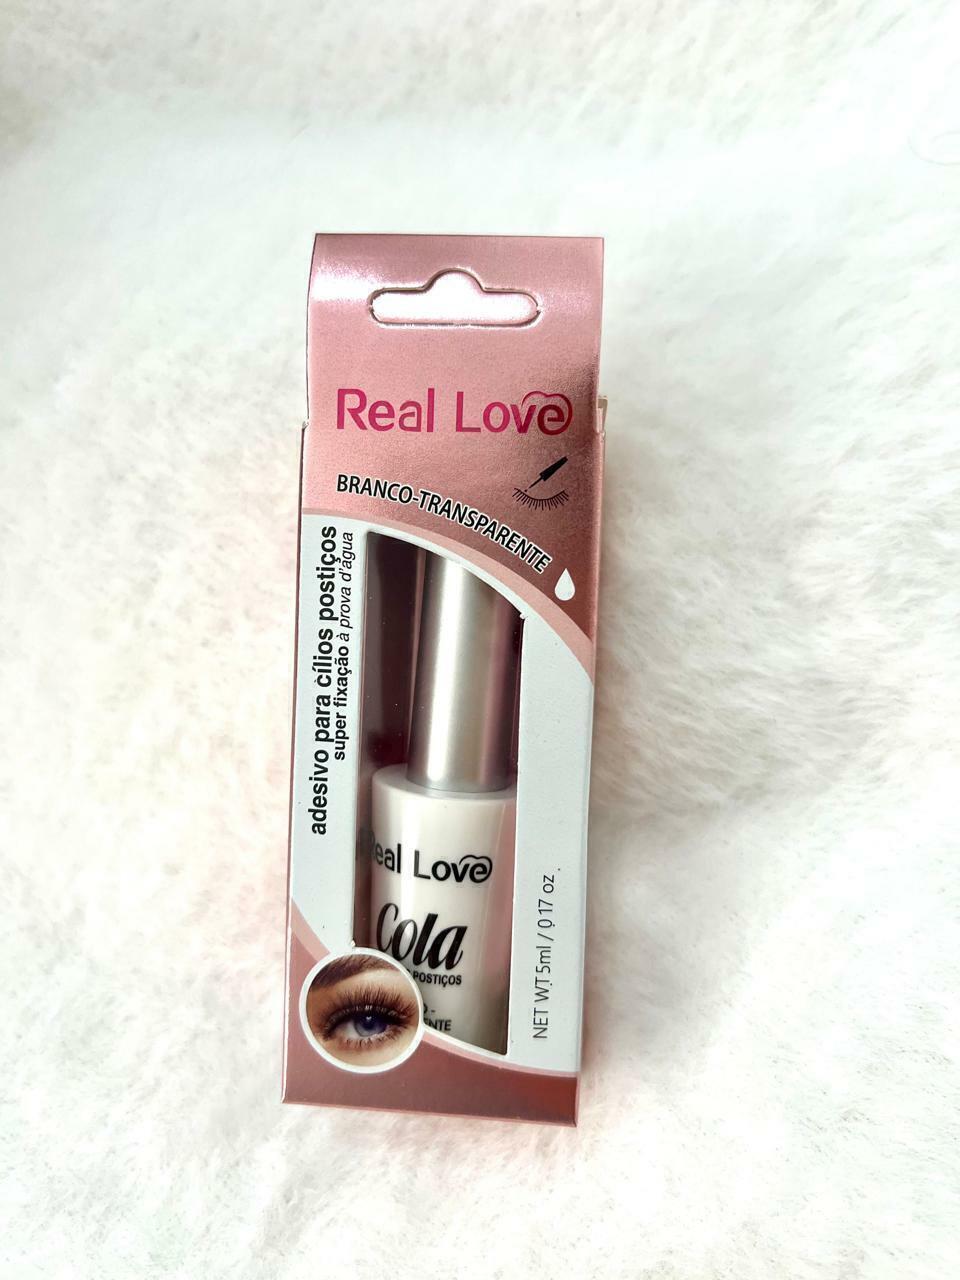 Real Love
BRANCO-TRANSPARENTE
adesivo para cílios postiços
super fixação à prova d'água
Real Love
Cola
POSTIÇOS
NET WT 5ml / 0.17 oz.